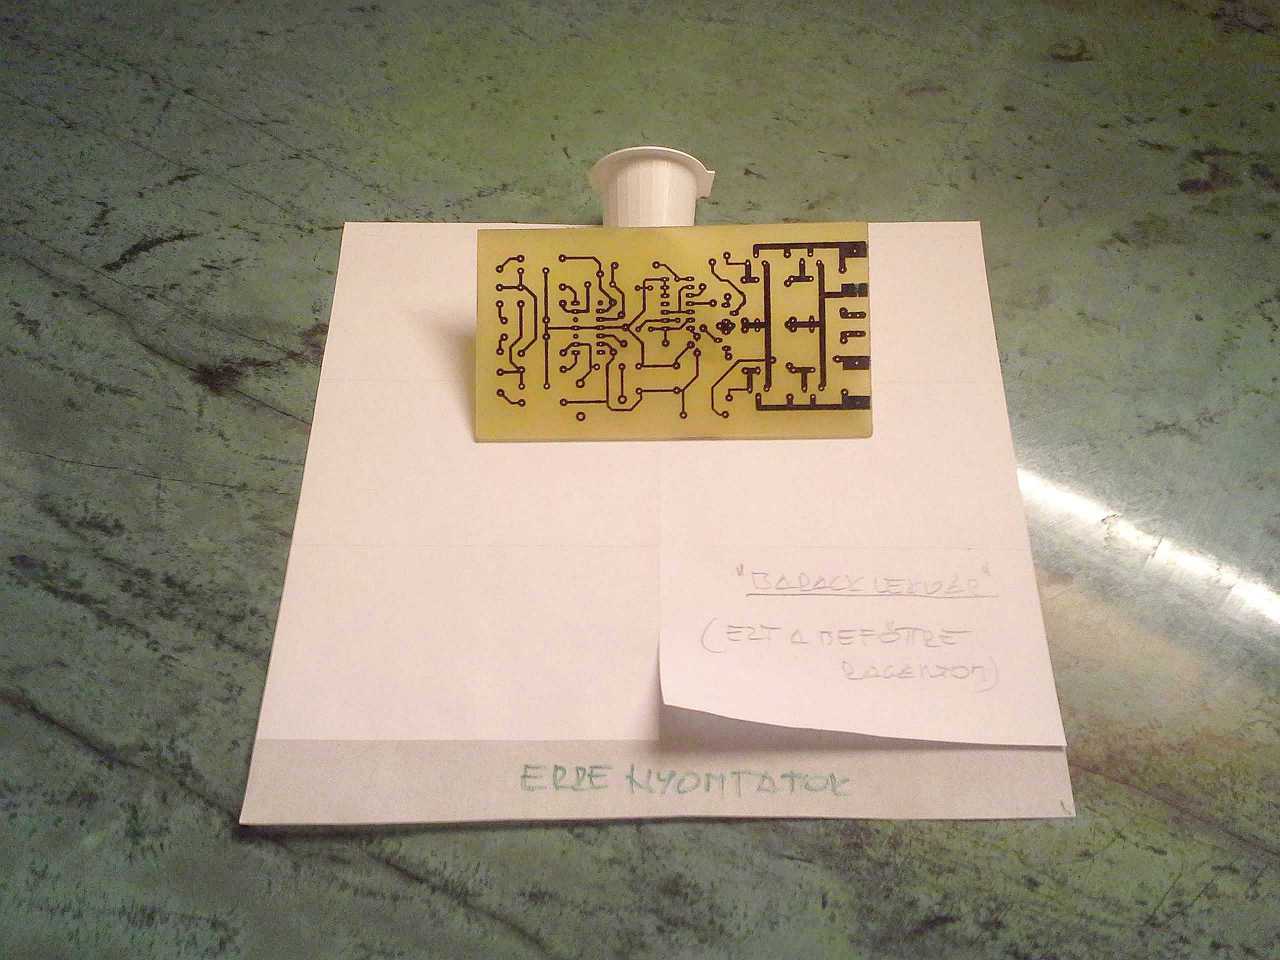 "BARACK LEKVÁR"
(EZT A BEFŐTTRE
RAGASZTOM)
ERRE NYOMTATOK